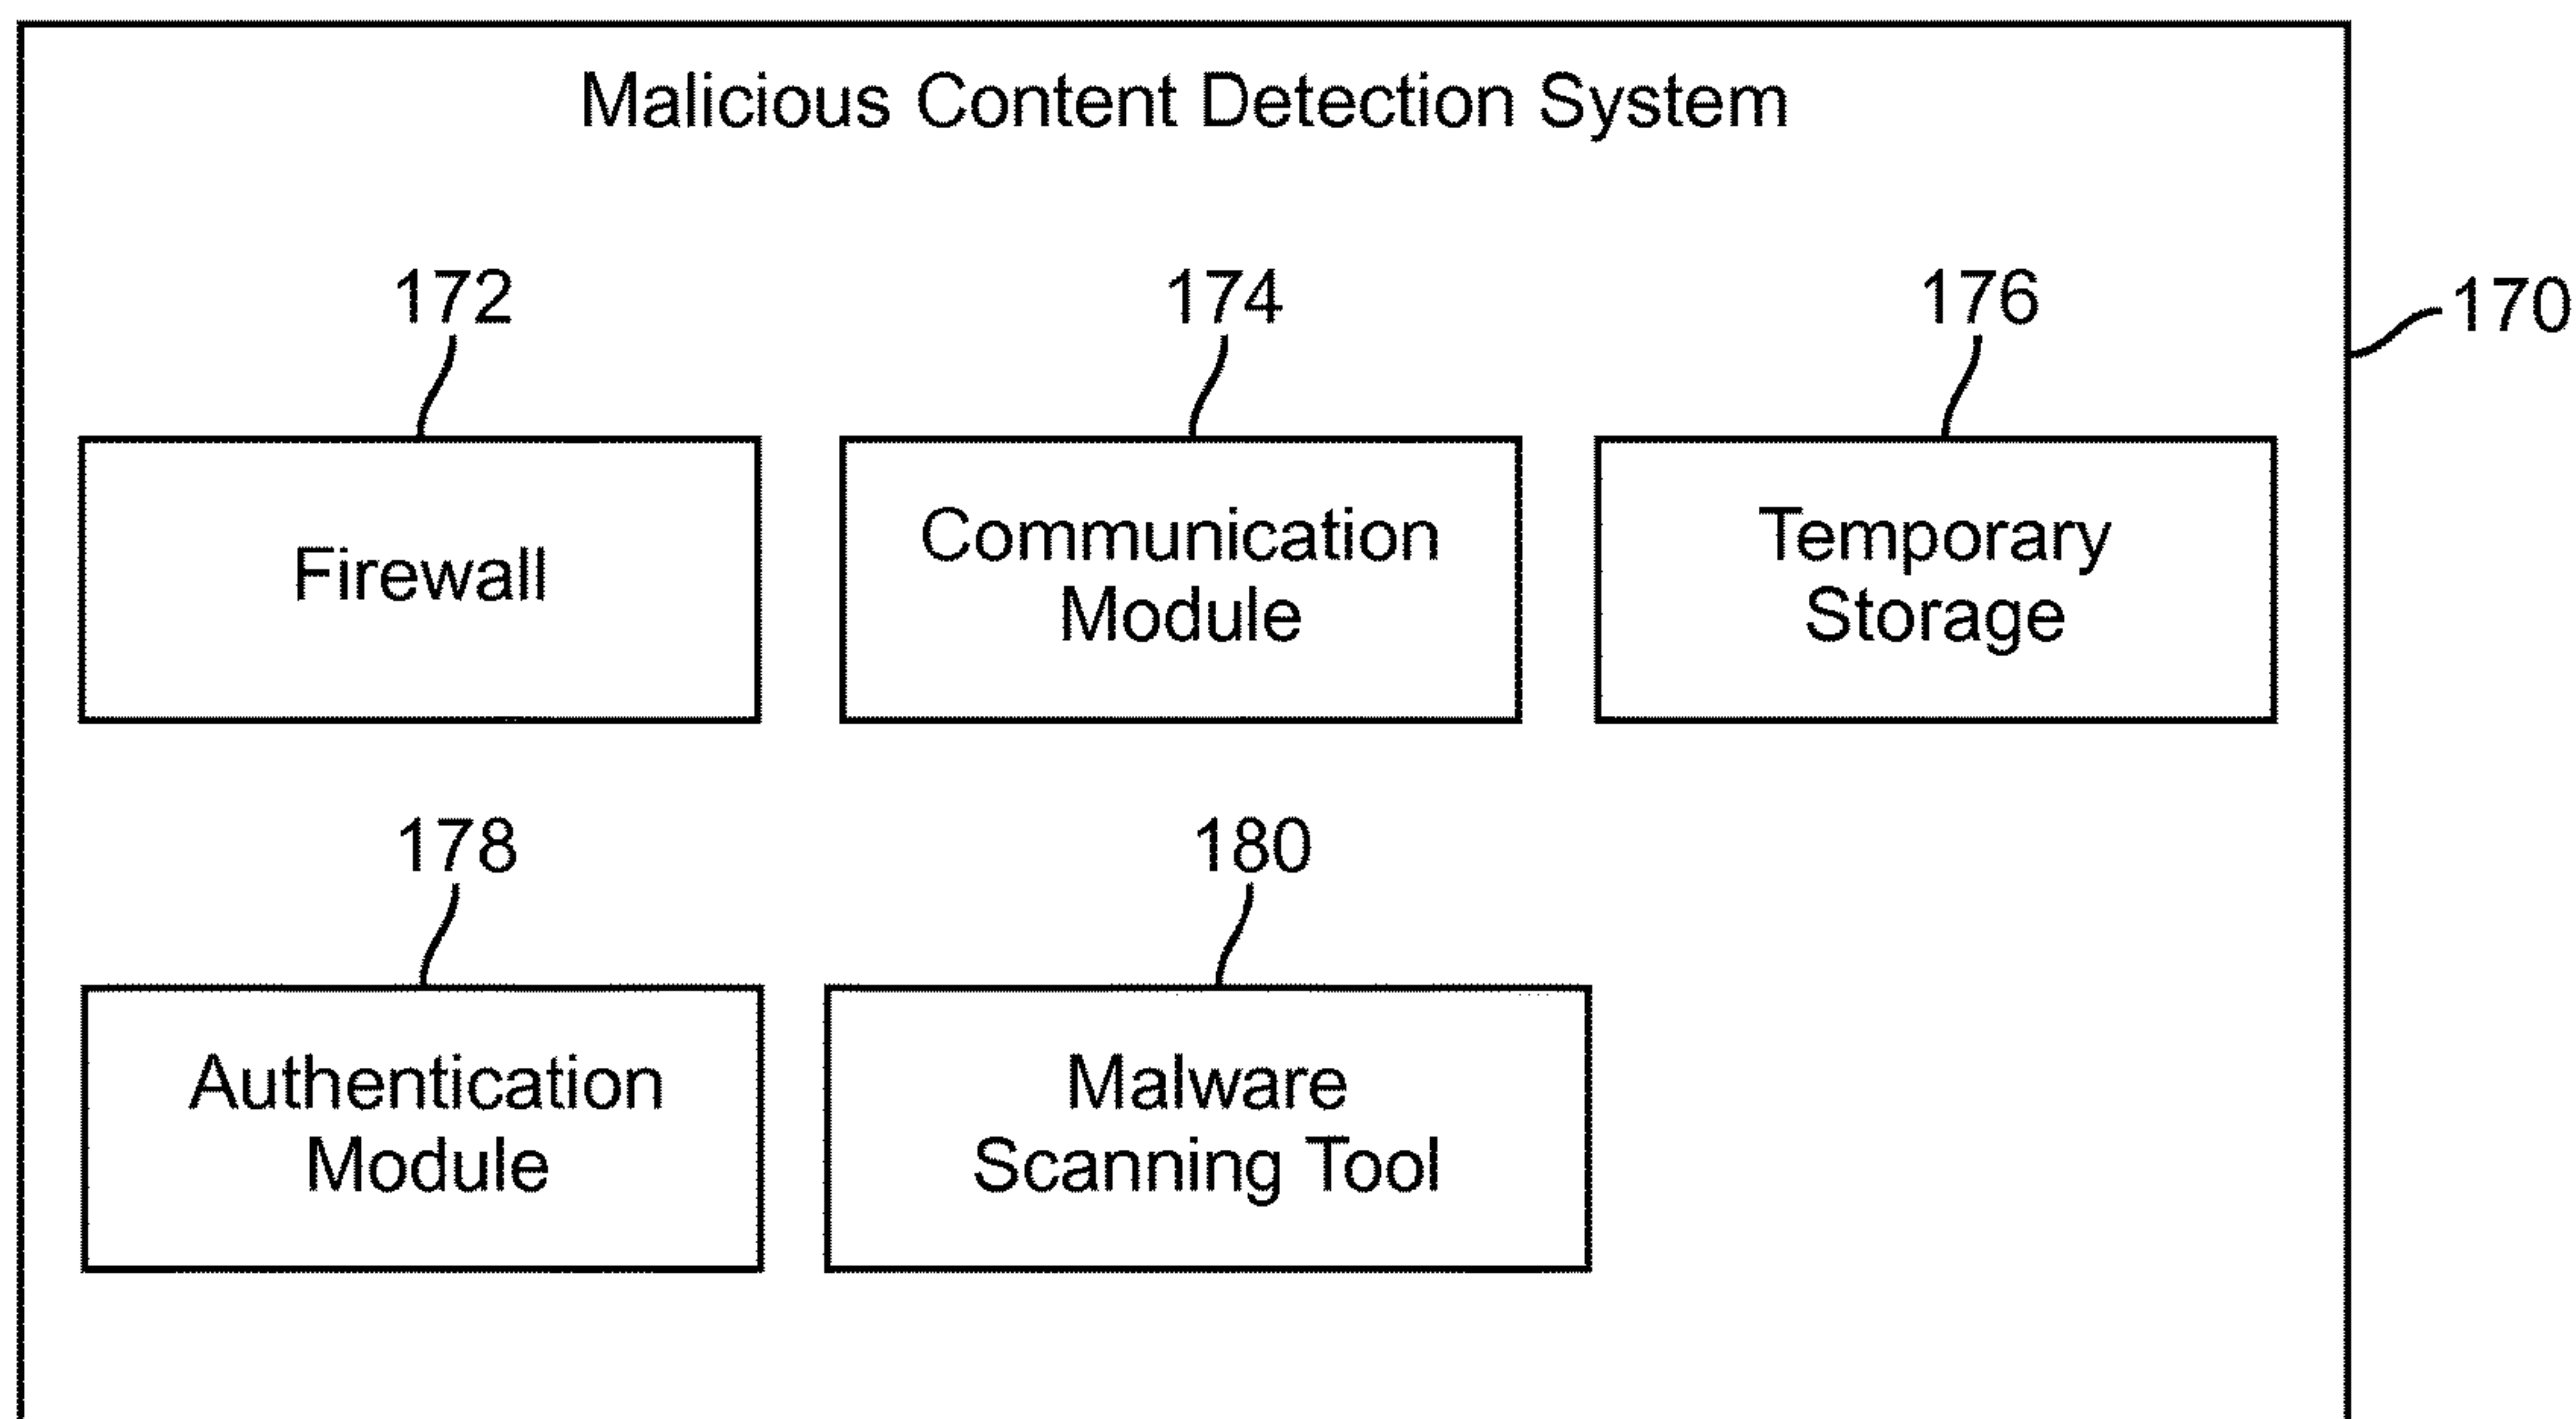 Malicious Content Detection System
172
174
176
170
Firewall
Communication
Module
Temporary
Storage
178
180
Authentication
Module
Malware
Scanning Tool